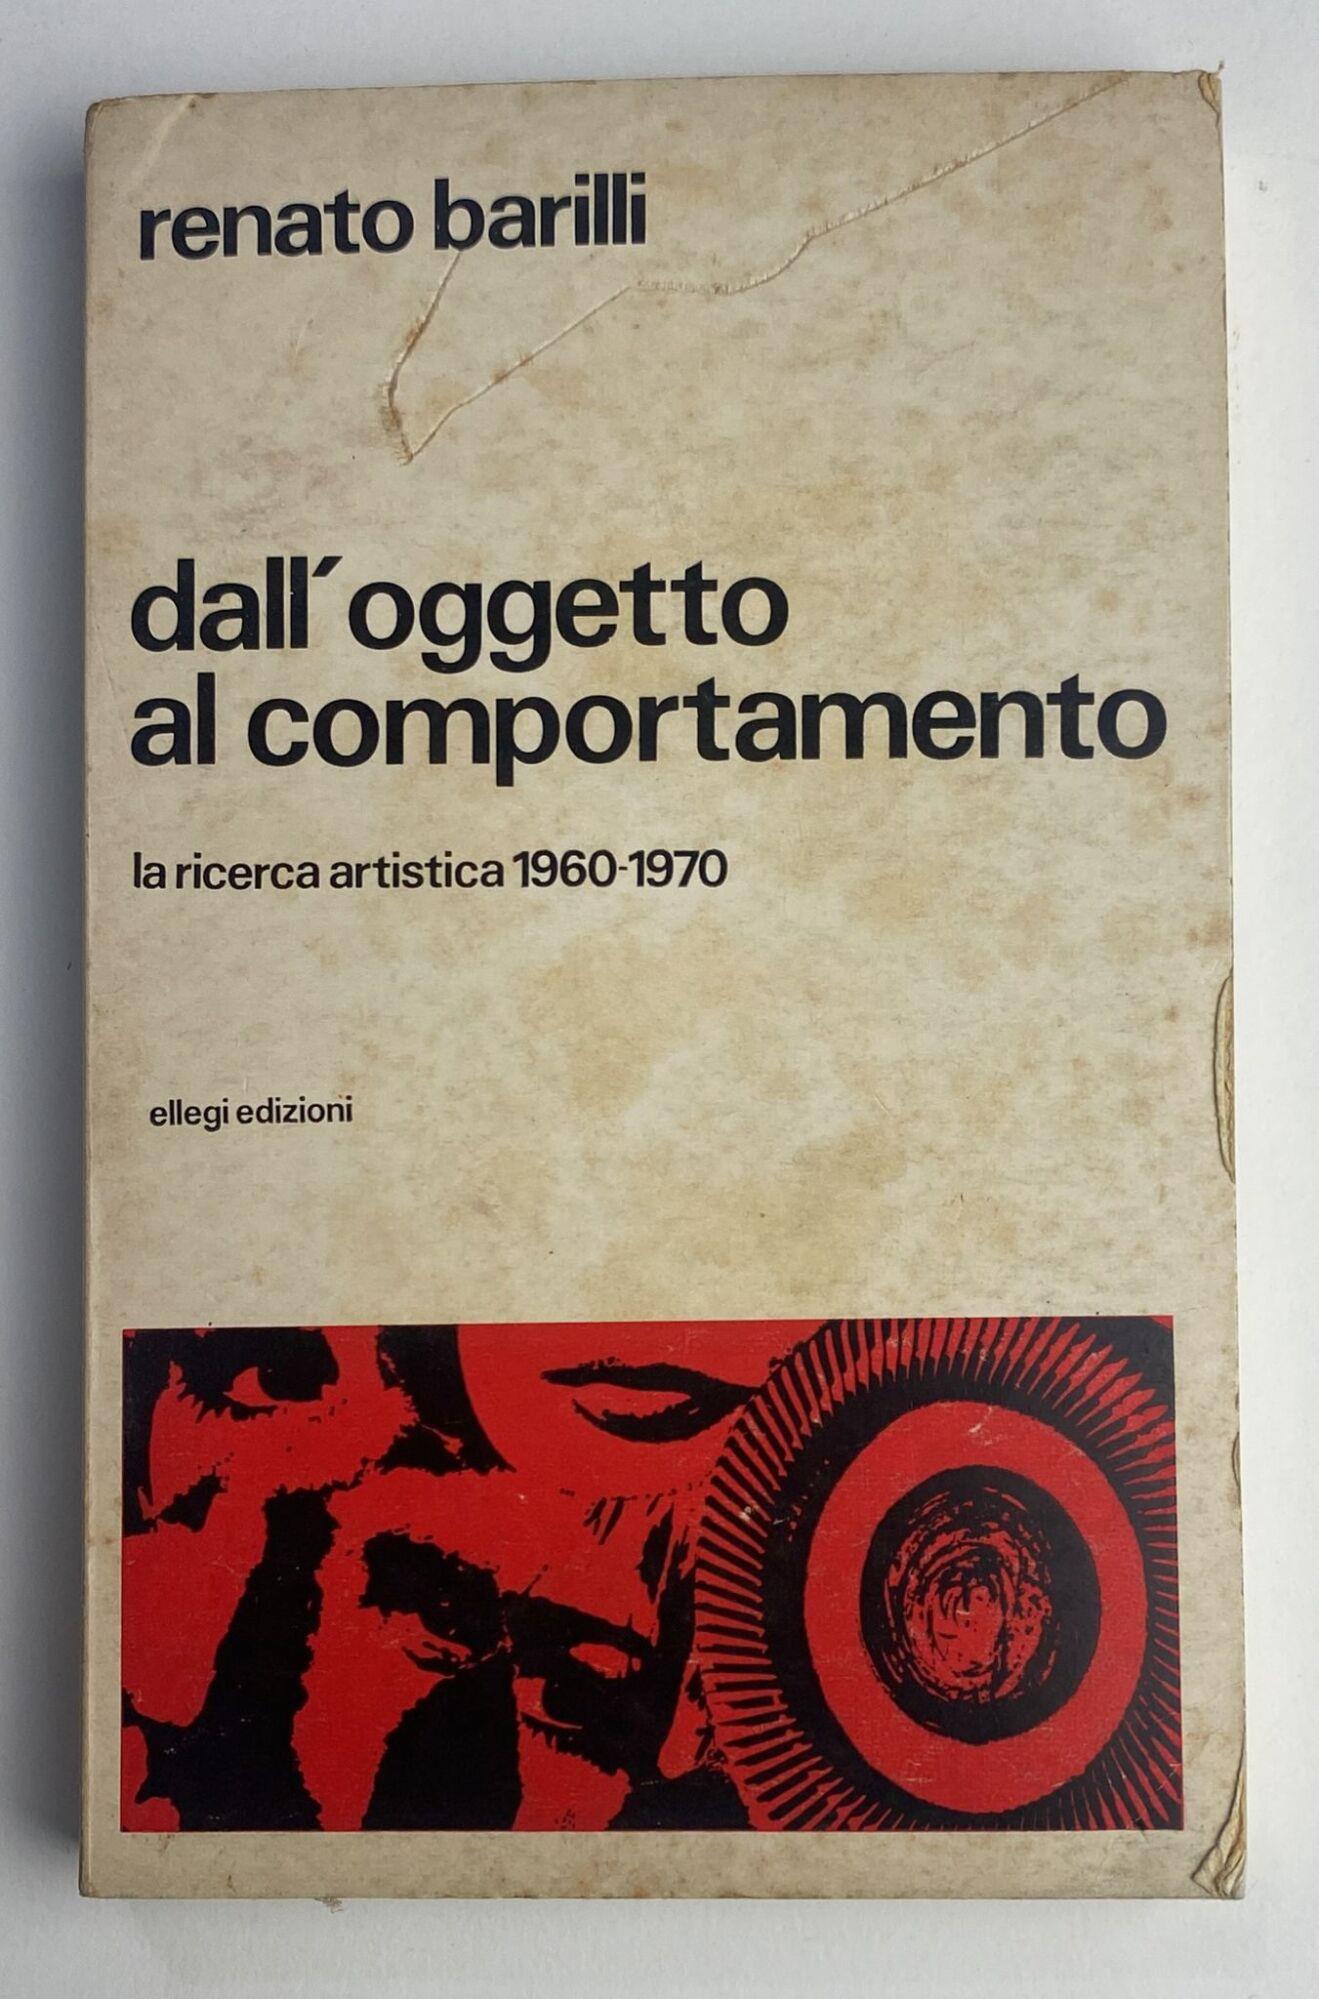 renato barilli
dall´oggetto
al comportamento
la ricerca artistica 1960-1970
ellegi edizioni